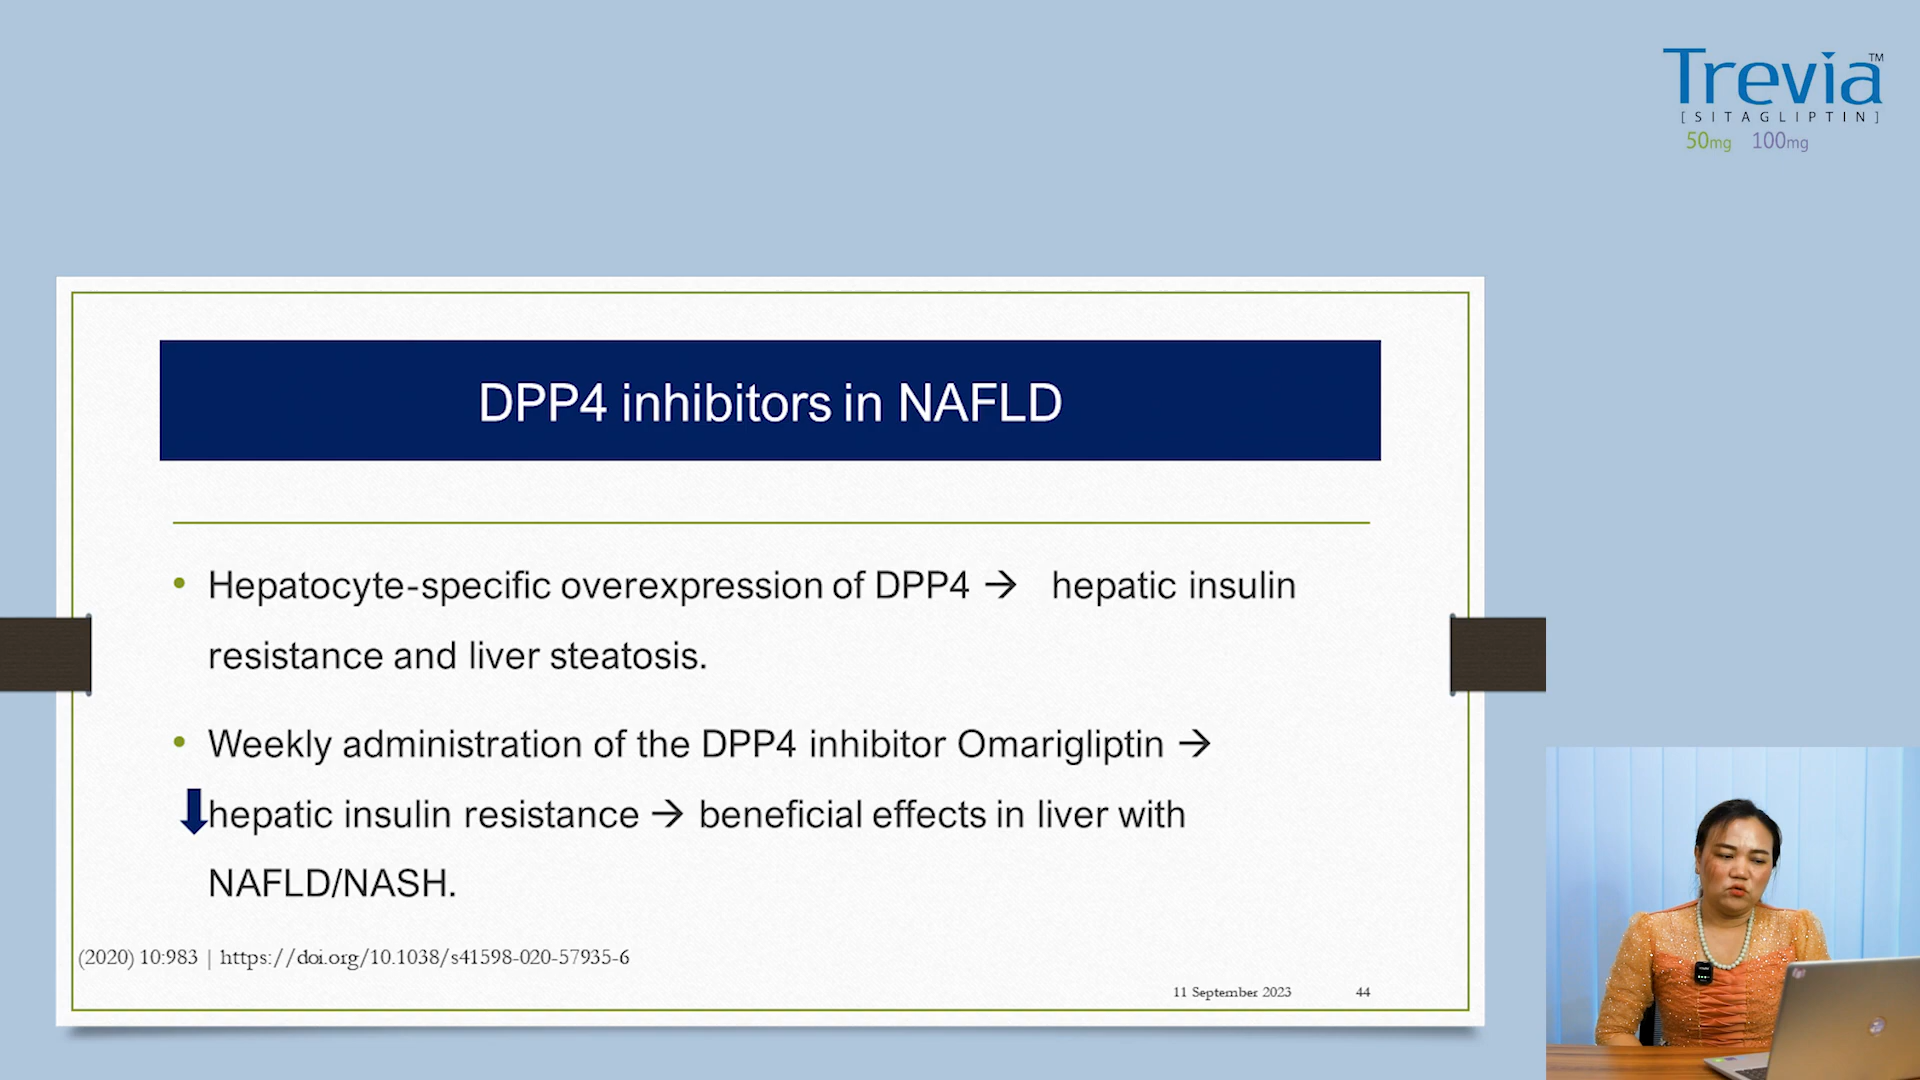 Trevia™
[SITAGLIPTIN]
50mg 100mg
DPP4 inhibitors in NAFLD
• Hepatocyte-specific overexpression of DPP4 → hepatic insulin
resistance and liver steatosis.
• Weekly administration of the DPP4 inhibitor Omarigliptin →
⬇hepatic insulin resistance → beneficial effects in liver with
NAFLD/NASH.
(2020) 10:983 | https://doi.org/10.1038/s41598-020-57935-6
11 September 2023 44